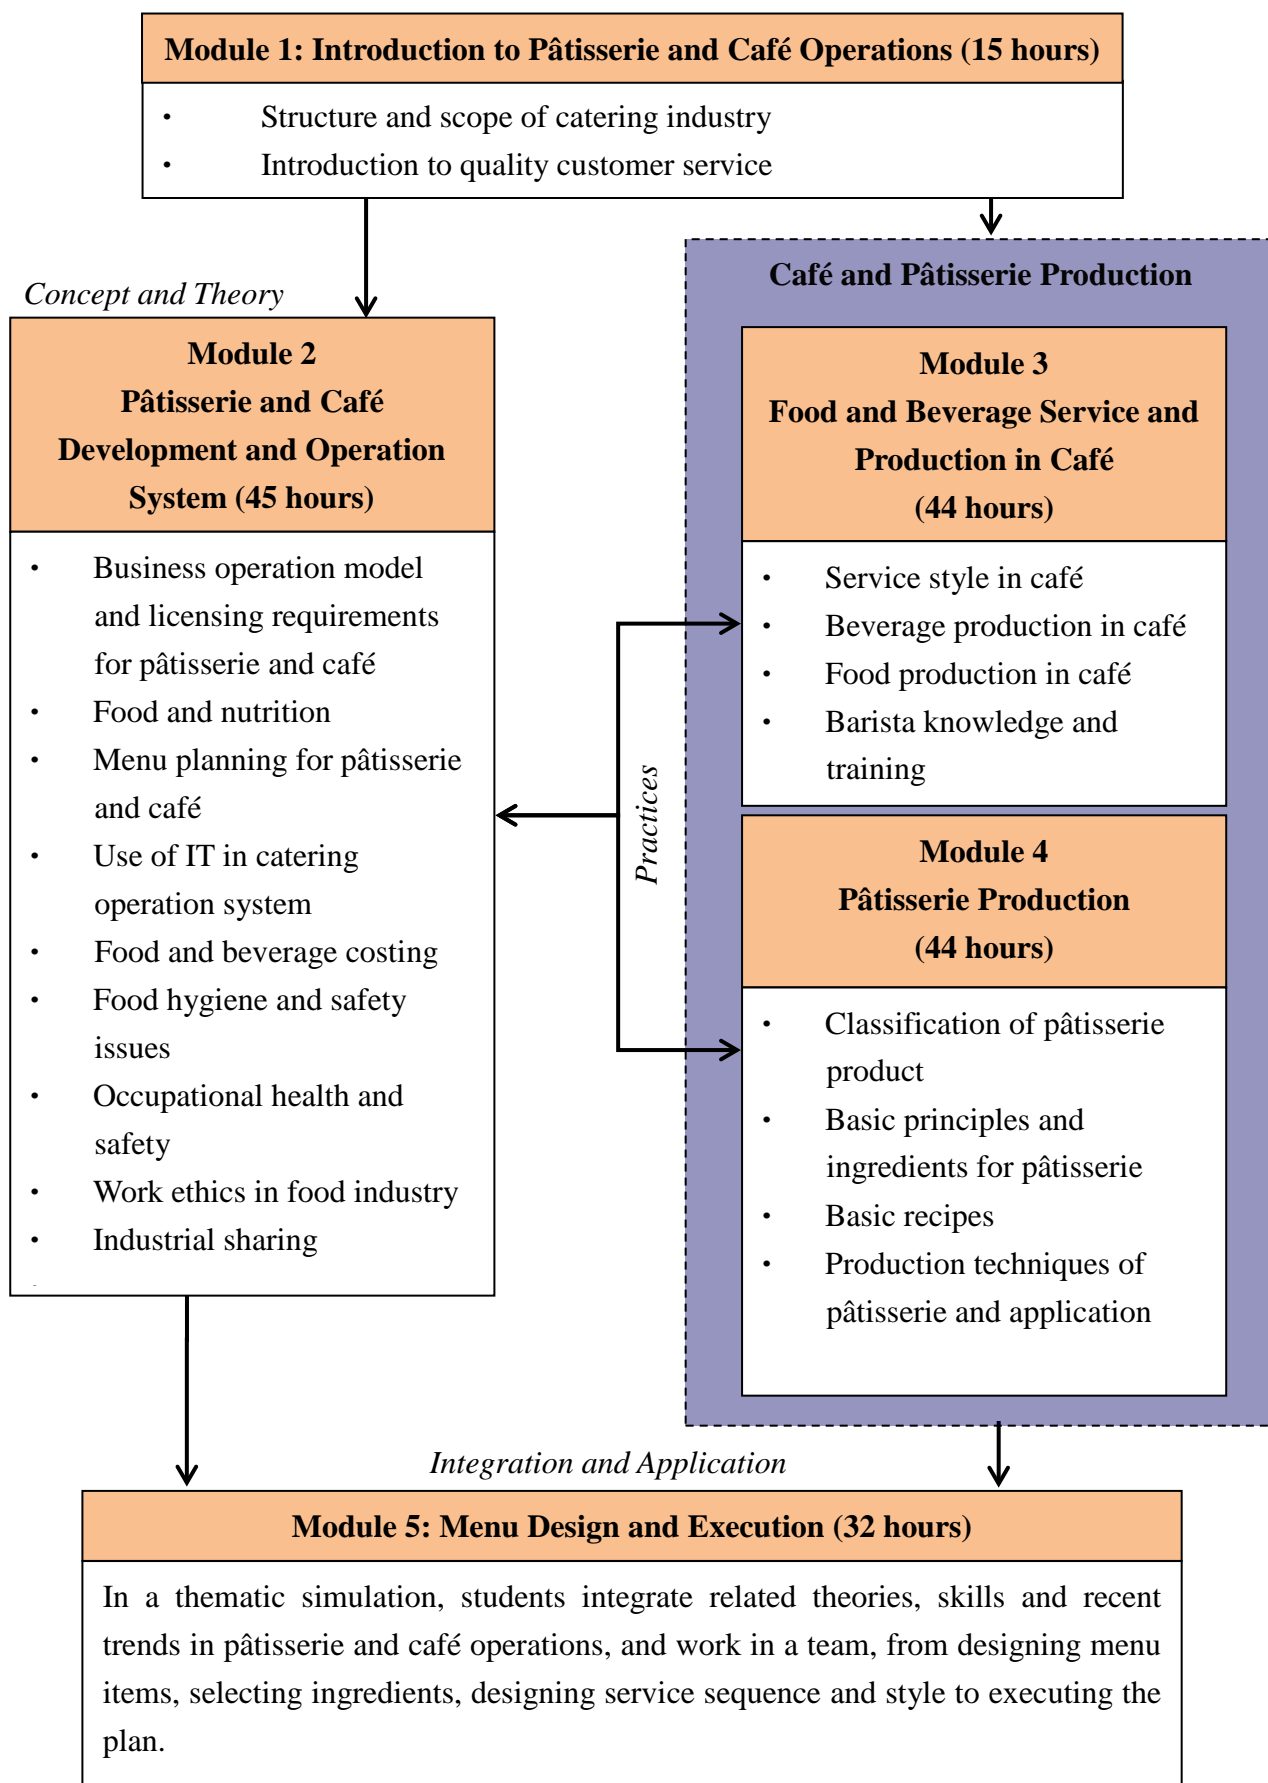 Module 1: Introduction to Pâtisserie and Café Operations (15 hours)
· Structure and scope of catering industry
· Introduction to quality customer service
Concept and Theory
Module 2
Pâtisserie and Café
Development and Operation
System (45 hours)
· Business operation model
and licensing requirements
for pâtisserie and café
· Food and nutrition
· Menu planning for pâtisserie
and café
· Use of IT in catering
operation system
· Food and beverage costing
· Food hygiene and safety
issues
· Occupational health and
safety
· Work ethics in food industry
· Industrial sharing
·
Practices
Café and Pâtisserie Production
Module 3
Food and Beverage Service and
Production in Café
(44 hours)
· Service style in café
· Beverage production in café
· Food production in café
· Barista knowledge and
training
Module 4
Pâtisserie Production
(44 hours)
· Classification of pâtisserie
product
· Basic principles and
ingredients for pâtisserie
· Basic recipes
· Production techniques of
pâtisserie and application
Integration and Application
Module 5: Menu Design and Execution (32 hours)
In a thematic simulation, students integrate related theories, skills and recent
trends in pâtisserie and café operations, and work in a team, from designing menu
items, selecting ingredients, designing service sequence and style to executing the
plan.